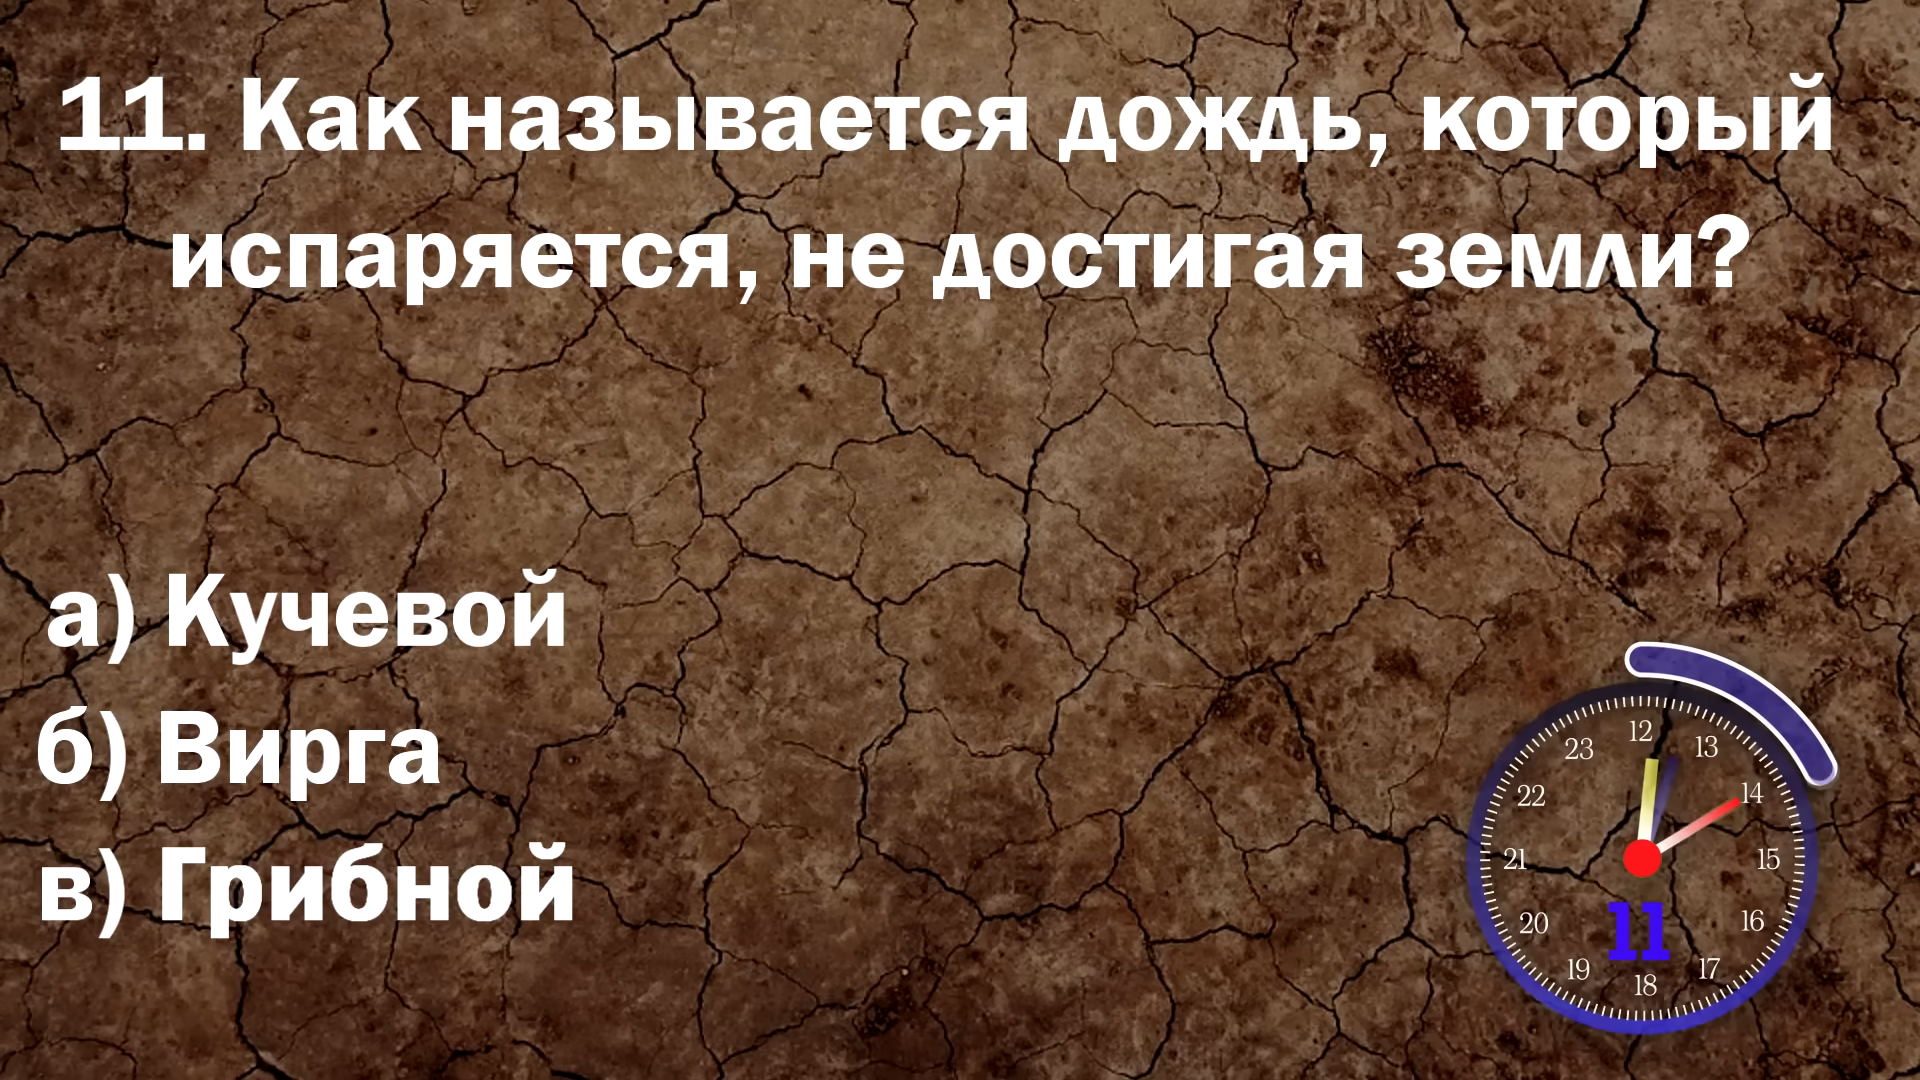 11. Как называется дождь, который
испаряется, не достигая земли?
а) Кучевой
б) Вирга
в) Грибной
12
13
14
15
16
17
18
19
20
21
22
23
11